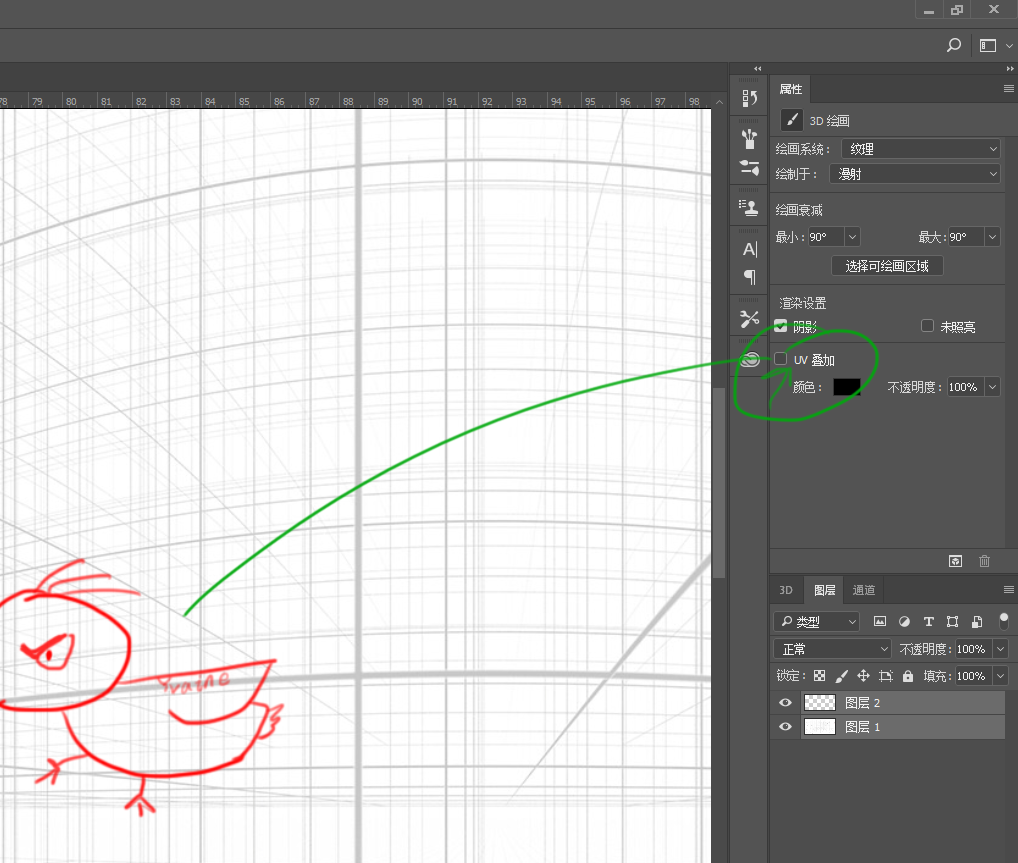 78 79 80 81 82 83 84 85 86 87 88 89 90 91 92 93 94 95 96 97 98
属性
3D 绘画
绘画系统： 纹理
绘制于： 漫射
绘画衰减
最小：90° 最大：90°
选择可绘画区域
渲染设置
阴影 未照亮
UV 叠加
颜色： 不透明度：100%
3D 图层 通道
类型 T
正常 不透明度：100%
锁定： 填充：100%
图层 2
图层 1